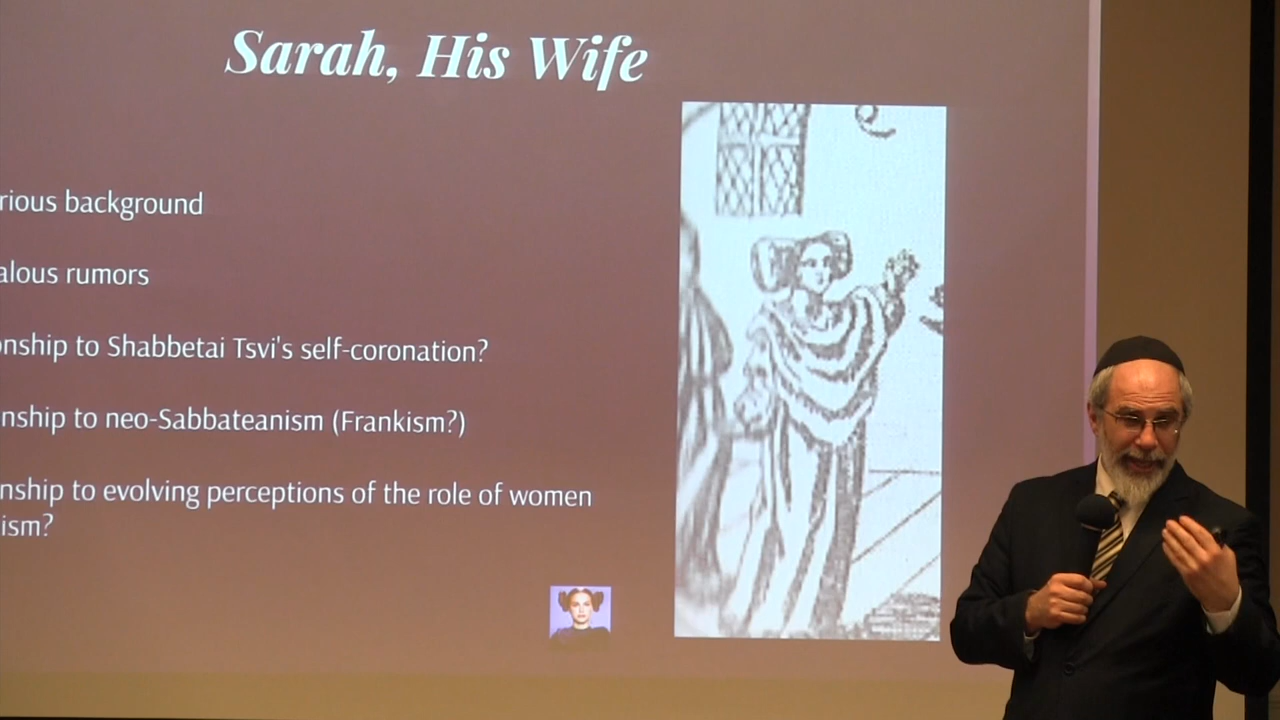 Sarah, His Wife
rious background
alous rumors
onship to Shabbetai Tsvi's self-coronation?
nship to neo-Sabbateanism (Frankism?)
nship to evolving perceptions of the role of women
ism?